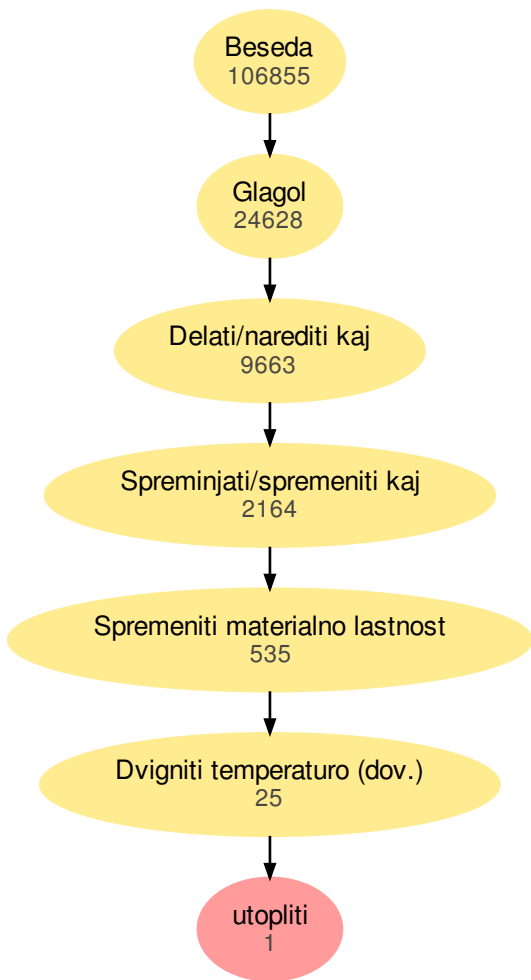 Beseda
106855
Glagol
24628
Delati/narediti kaj
9663
Spreminjati/spremeniti kaj
2164
Spremeniti materialno lastnost
535
Dvigniti temperaturo (dov.)
25
utopliti
1